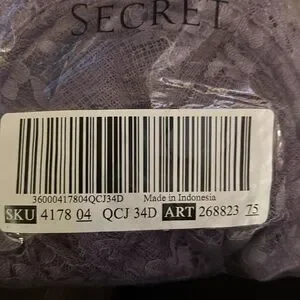 SECRET
36000417804QCJ34D Made in Indonesia
SKU 4178 04 QCJ 34D ART 268823 75